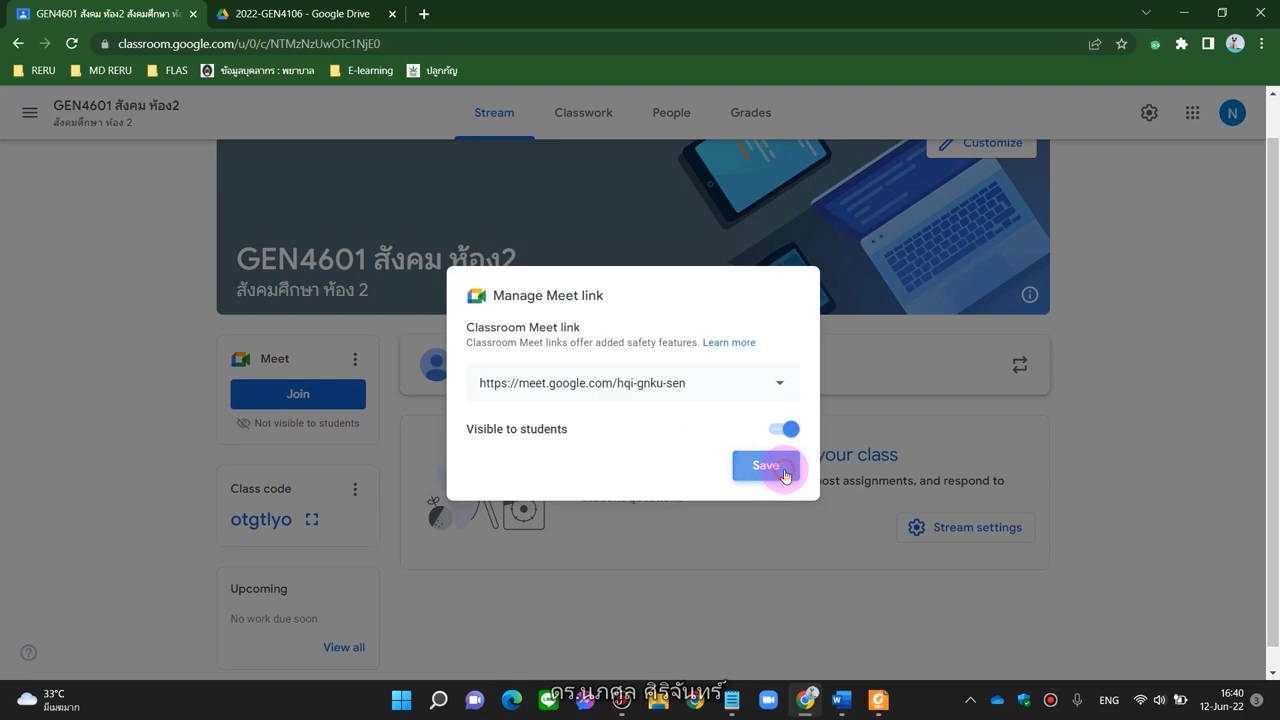 GEN4601 สังคม ห้อง2 สังคมศึกษา ห้
2022-GEN4106 - Google Drive
classroom.google.com/u/0/c/NTMzNzUwOTc1NjE0
RERU
MD RERU
FLAS
ข้อมูลบุคลากร : พยาบาล
E-learning
ปลูกกัญ
GEN4601 สังคม ห้อง2
สังคมศึกษา ห้อง 2
Stream
Classwork
People
Grades
N
Customize
GEN4601 สังคม ห้อง2
สังคมศึกษา ห้อง 2
Manage Meet link
Classroom Meet link
Classroom Meet links offer added safety features. Learn more
https://meet.google.com/hqi-gnku-sen
Visible to students
Save
Meet
Join
Not visible to students
Class code
otgtlyo
your class
post assignments, and respond to
Stream settings
Upcoming
No work due soon
View all
33°C
มีเมฆมาก
ดร.นภศูล ศิริจันทร์
ENG
16:40
12-Jun-22
3